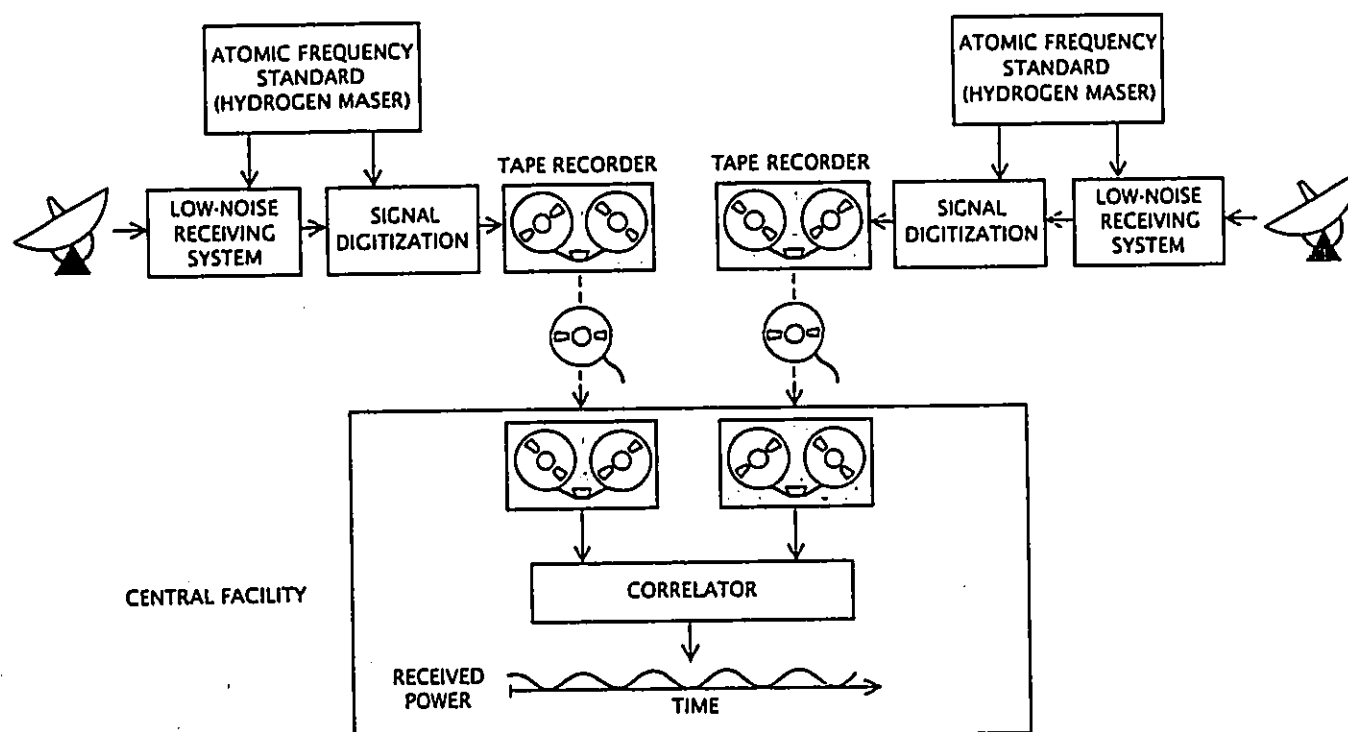 ATOMIC FREQUENCY
STANDARD
(HYDROGEN MASER)
ATOMIC FREQUENCY
STANDARD
(HYDROGEN MASER)
TAPE RECORDER
TAPE RECORDER
LOW-NOISE
RECEIVING
SYSTEM
SIGNAL
DIGITIZATION
SIGNAL
DIGITIZATION
LOW-NOISE
RECEIVING
SYSTEM
CENTRAL FACILITY
CORRELATOR
RECEIVED
POWER
TIME